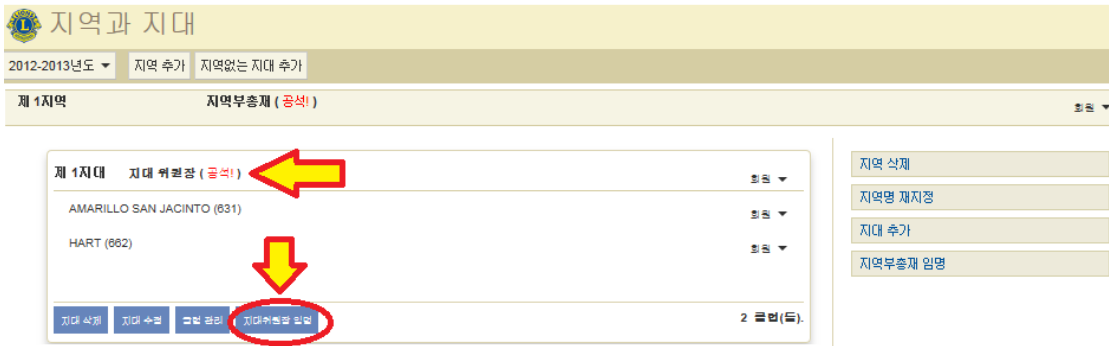 지역과 지대
2012-2013년도 지역 추가 지역없는 지대 추가
제 1지역 지역부총재 ( 공석! )
회원
제 1지대 지대 위원장 ( 공석! )
회원
AMARILLO SAN JACINTO (631)
회원
HART (662)
회원
지대 삭제 지대 수정 클럽 관리 지대위원장 임명
2 클럽(들).
지역 삭제
지역명 재지정
지대 추가
지역부총재 임명